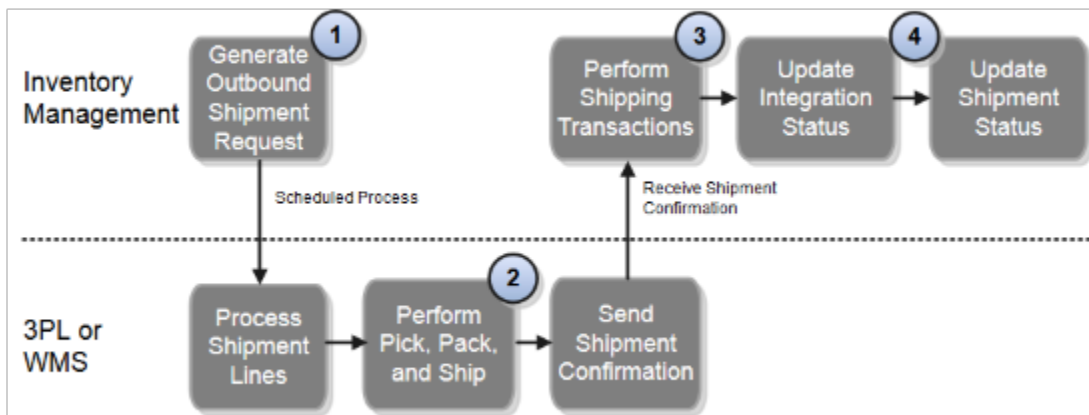 Inventory
Management
1
Generate
Outbound
Shipment
Request
3
Perform
Shipping
Transactions
Update
Integration
Status
4
Update
Shipment
Status
Scheduled Process
Receive Shipment
Confirmation
3PL or
WMS
Process
Shipment
Lines
2
Perform
Pick, Pack,
and Ship
Send
Shipment
Confirmation